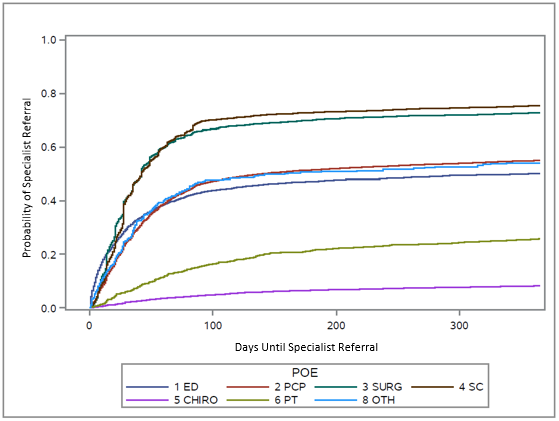 1.0
0.8
0.6
0.4
0.2
0.0
Probability of Specialist Referral
0 100 200 300
Days Until Specialist Referral
POE
1 ED 2 PCP 3 SURG 4 SC
5 CHIRO 6 PT 8 OTH